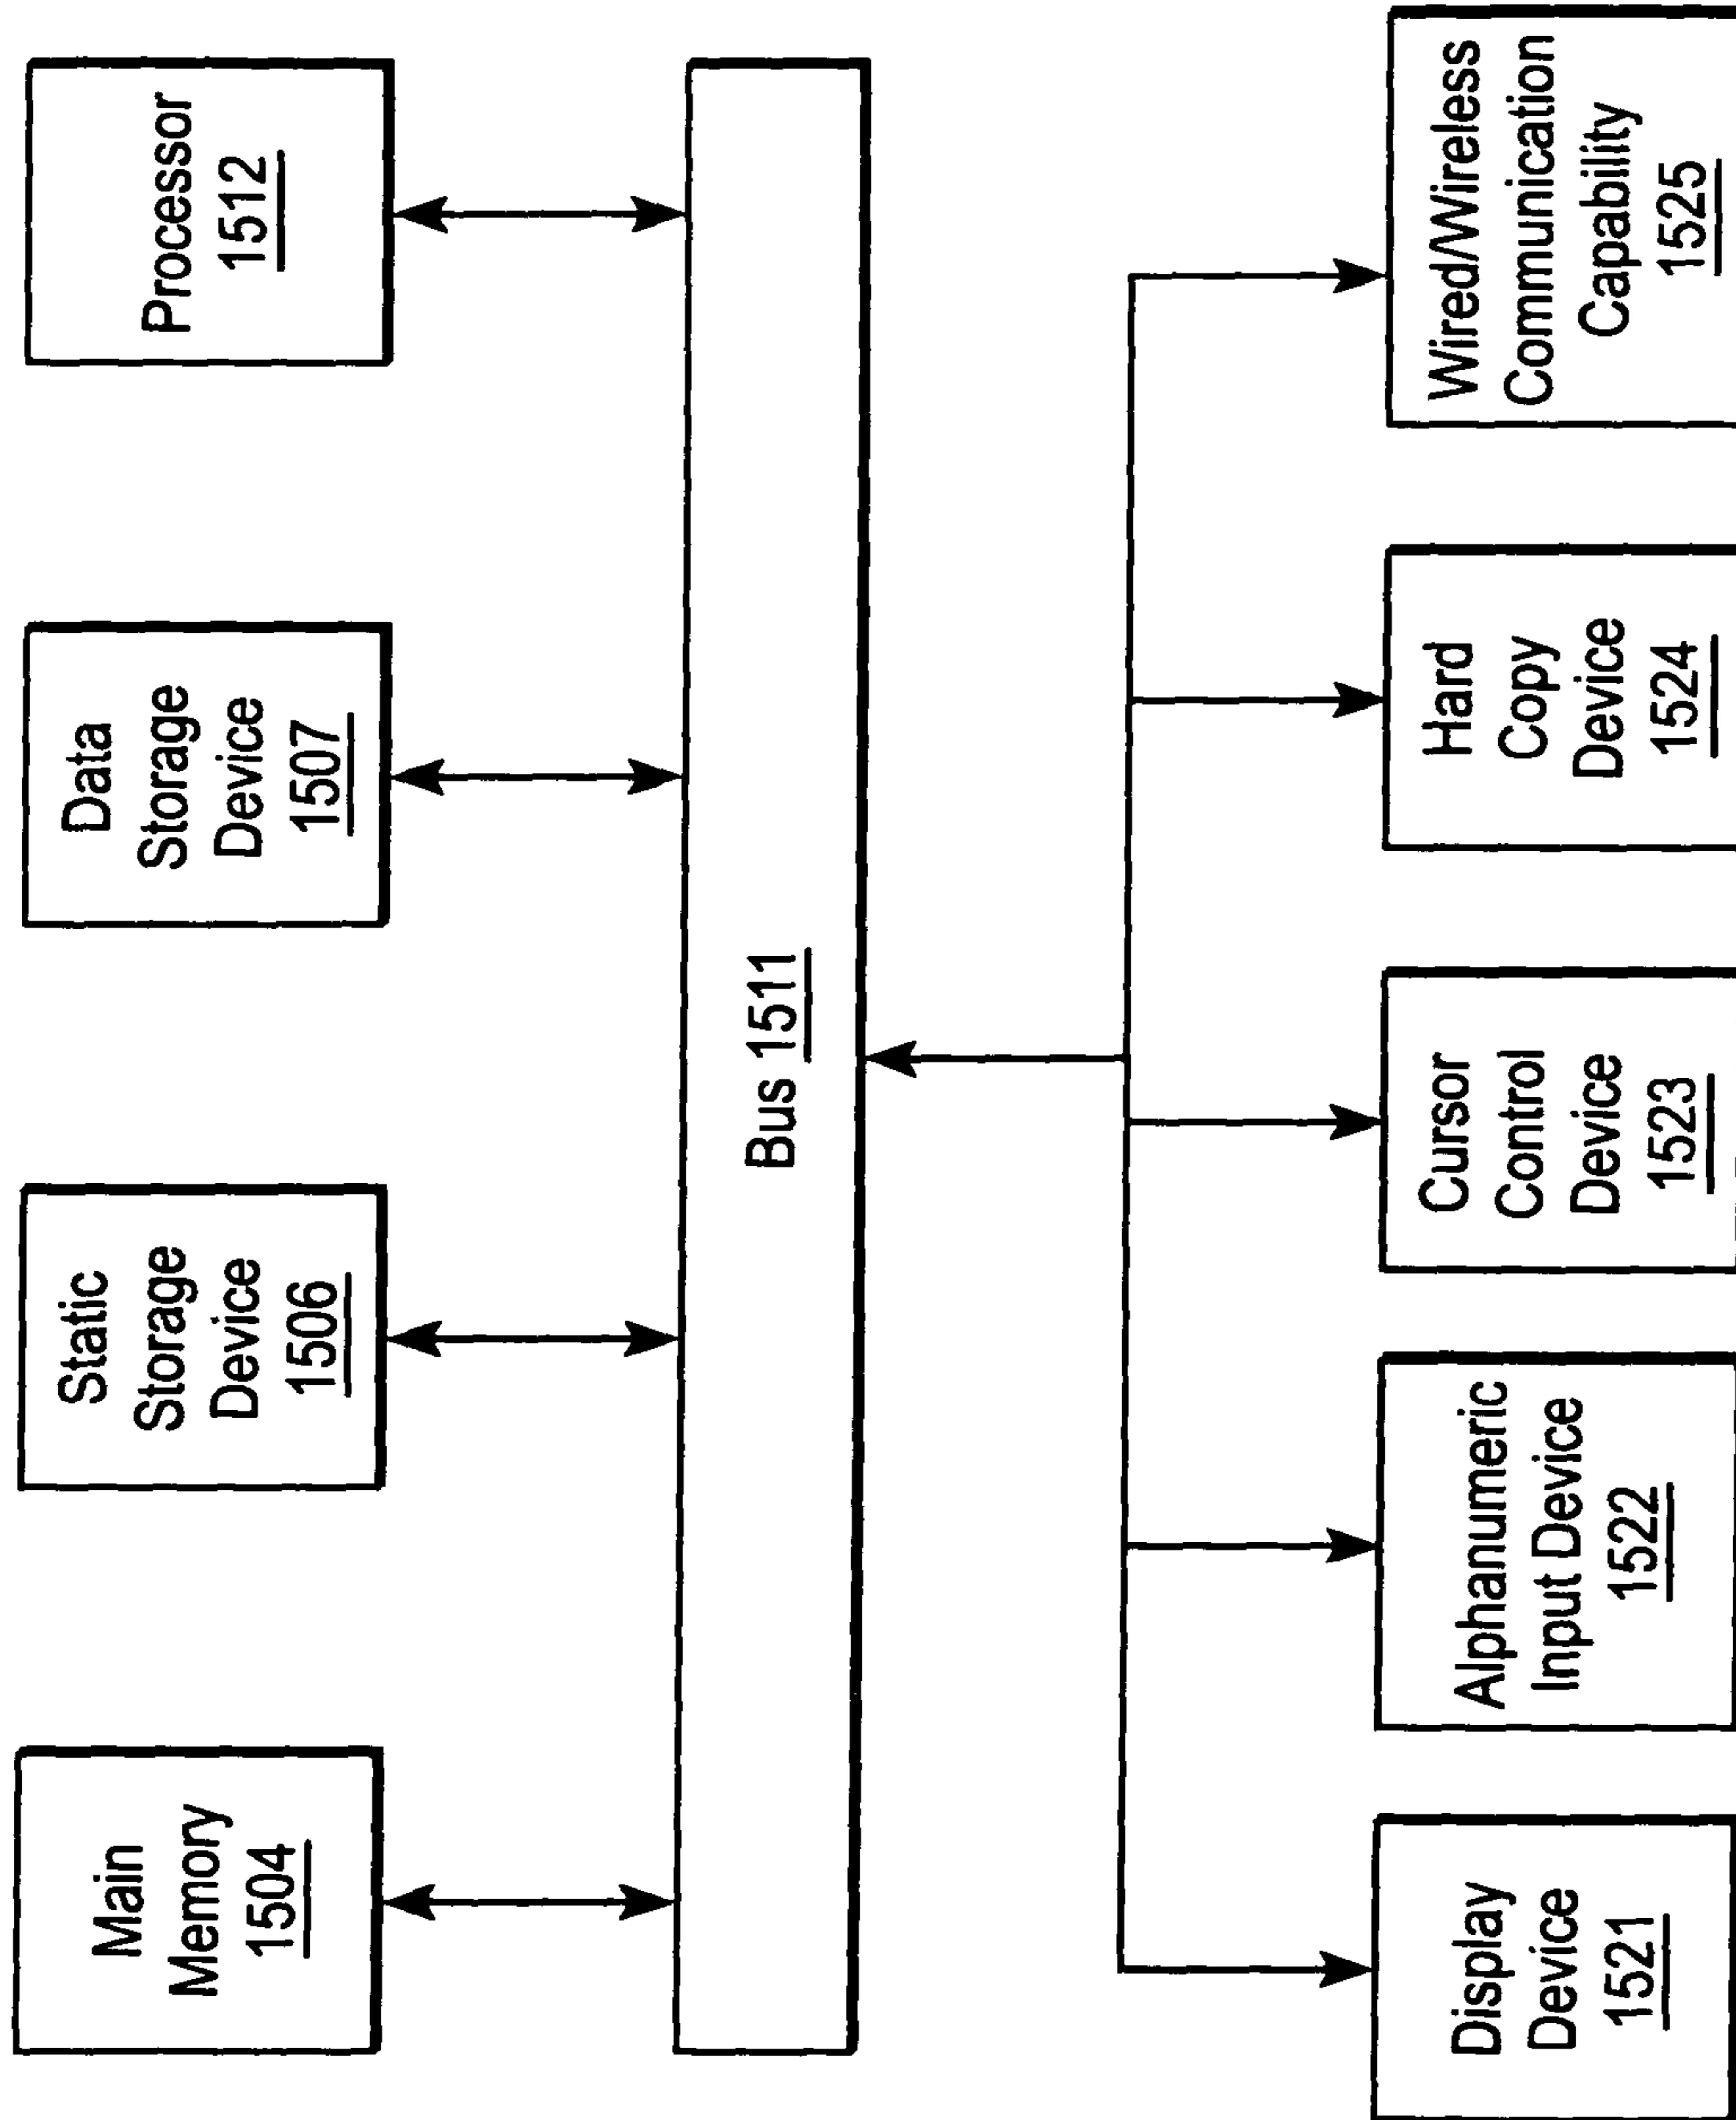 Main
Memory
1504
Static
Storage
Device
1506
Data
Storage
Device
1507
Processor
1512
Bus 1511
Display
Device
1521
Alphanumeric
Input Device
1522
Cursor
Control
Device
1523
Hard
Copy
Device
1524
Wired/Wireless
Communication
Capability
1525